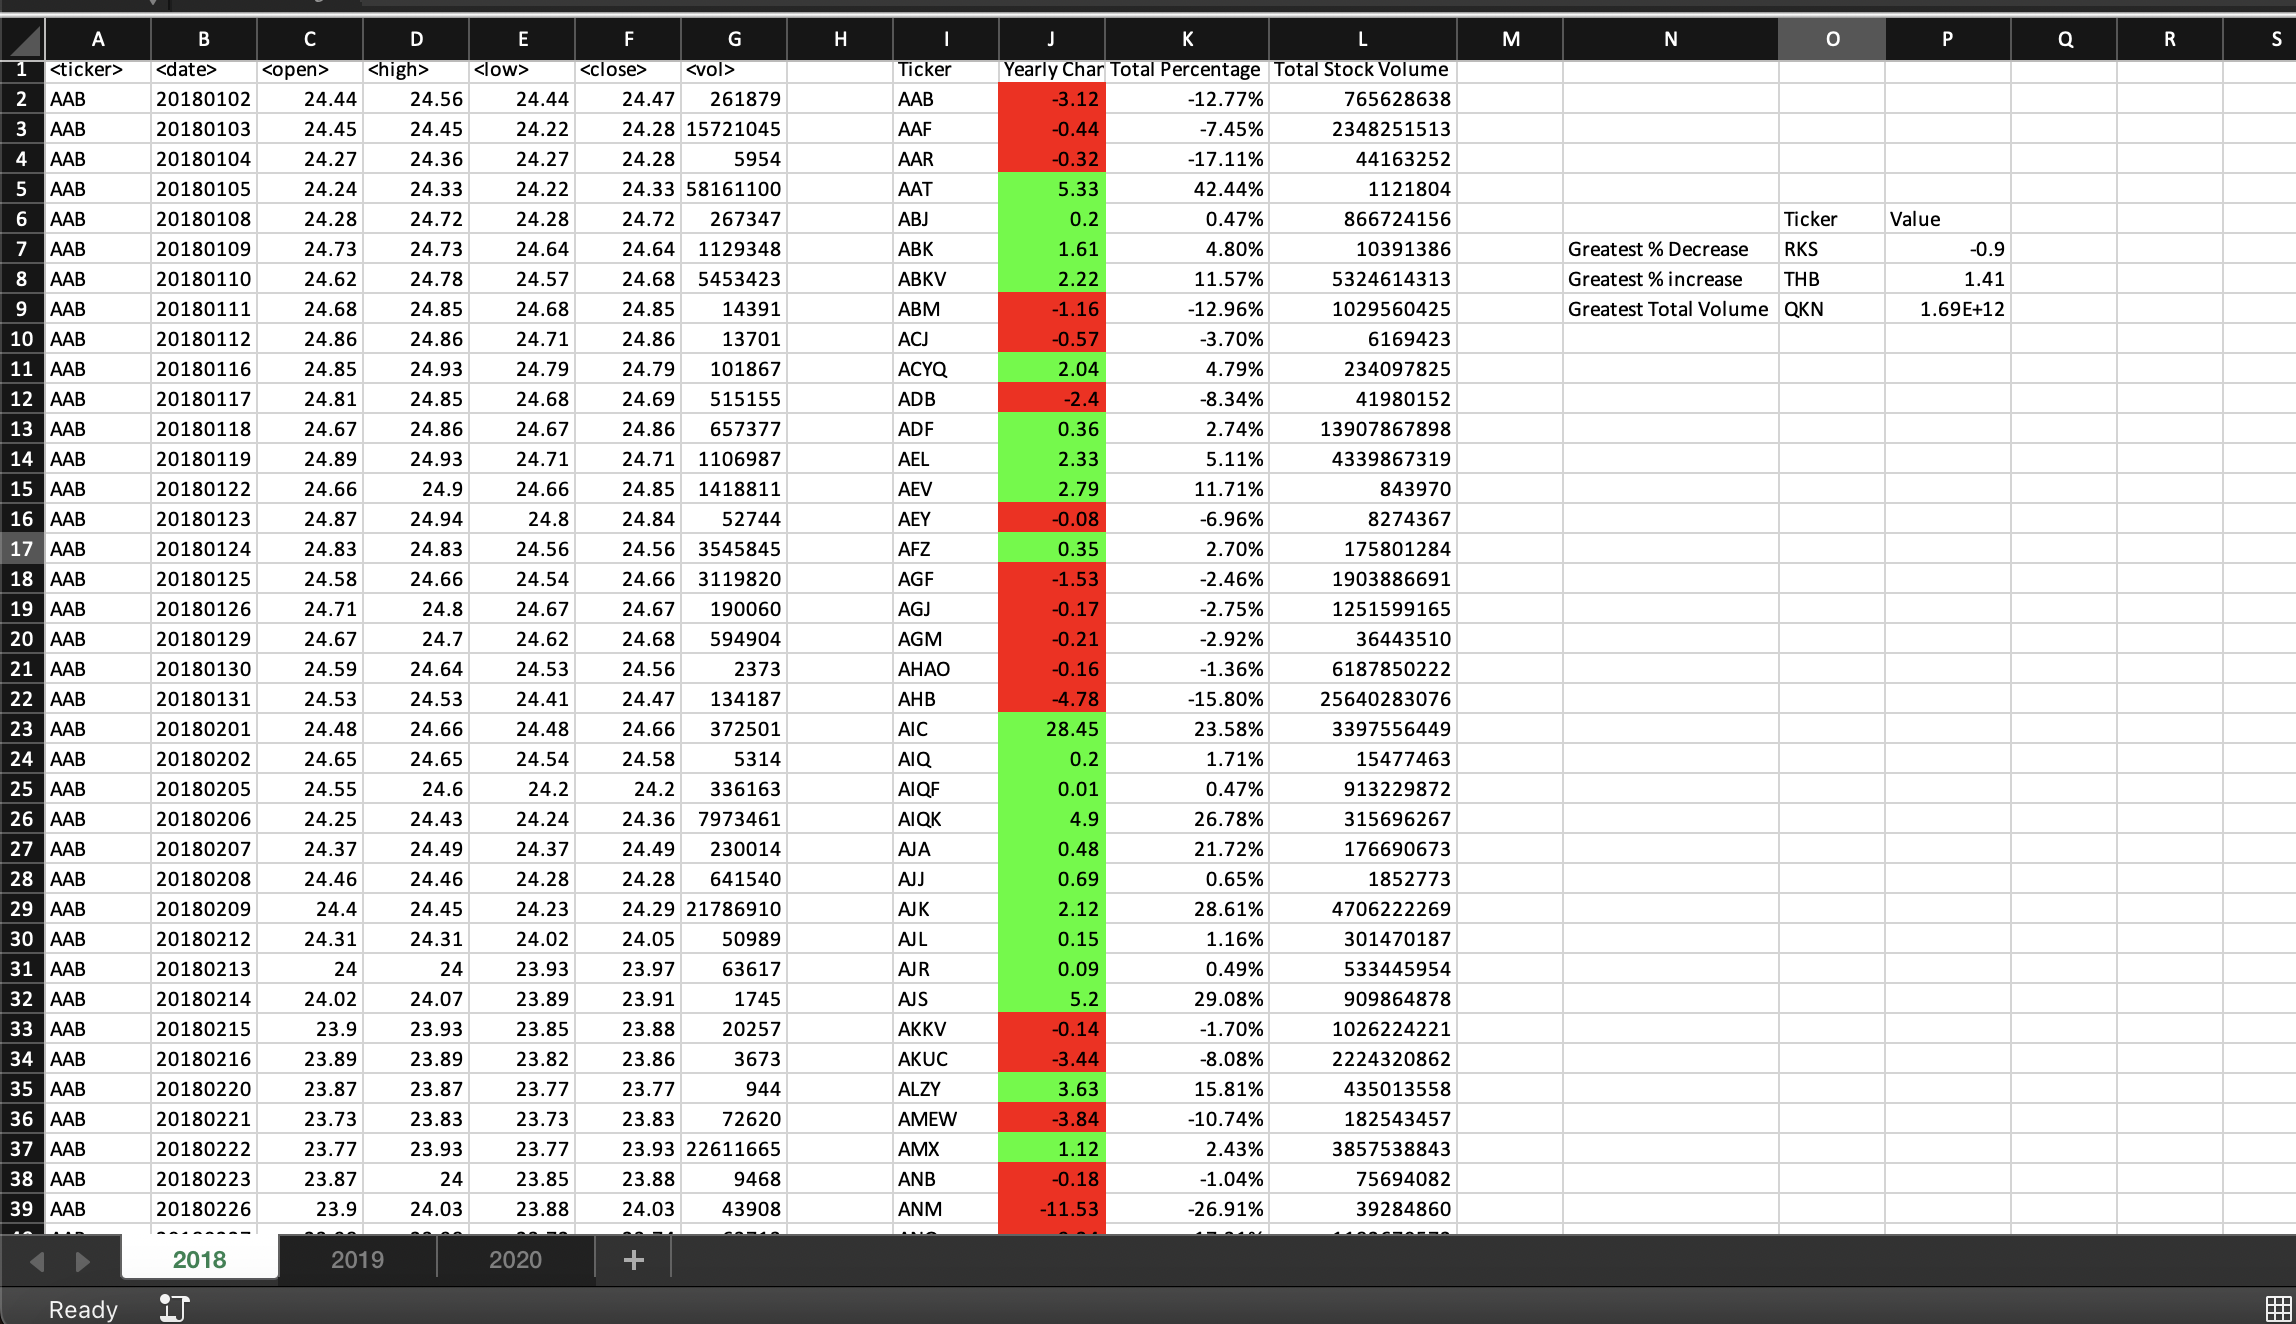 A B C D E F G H I J K L M N O P Q R S
1 <ticker> <date> <open> <high> <low> <close> <vol> Ticker Yearly Char Total Percentage Total Stock Volume
2 AAB 20180102 24.44 24.56 24.44 24.47 261879 AAB -3.12 -12.77% 765628638
3 AAB 20180103 24.45 24.45 24.22 24.28 15721045 AAF -0.44 -7.45% 2348251513
4 AAB 20180104 24.27 24.36 24.27 24.28 5954 AAR -0.32 -17.11% 44163252
5 AAB 20180105 24.24 24.33 24.22 24.33 58161100 AAT 5.33 42.44% 1121804
6 AAB 20180108 24.28 24.72 24.28 24.72 267347 ABJ 0.2 0.47% 866724156 Ticker Value
7 AAB 20180109 24.73 24.73 24.64 24.64 1129348 ABK 1.61 4.80% 10391386 Greatest % Decrease RKS -0.9
8 AAB 20180110 24.62 24.78 24.57 24.68 5453423 ABKV 2.22 11.57% 5324614313 Greatest % increase THB 1.41
9 AAB 20180111 24.68 24.85 24.68 24.85 14391 ABM -1.16 -12.96% 1029560425 Greatest Total Volume QKN 1.69E+12
10 AAB 20180112 24.86 24.86 24.71 24.86 13701 ACJ -0.57 -3.70% 6169423
11 AAB 20180116 24.85 24.93 24.79 24.79 101867 ACYQ 2.04 4.79% 234097825
12 AAB 20180117 24.81 24.85 24.68 24.69 515155 ADB -2.4 -8.34% 41980152
13 AAB 20180118 24.67 24.86 24.67 24.86 657377 ADF 0.36 2.74% 13907867898
14 AAB 20180119 24.89 24.93 24.71 24.71 1106987 AEL 2.33 5.11% 4339867319
15 AAB 20180122 24.66 24.9 24.66 24.85 1418811 AEV 2.79 11.71% 843970
16 AAB 20180123 24.87 24.94 24.8 24.84 52744 AEY -0.08 -6.96% 8274367
17 AAB 20180124 24.83 24.83 24.56 24.56 3545845 AFZ 0.35 2.70% 175801284
18 AAB 20180125 24.58 24.66 24.54 24.66 3119820 AGF -1.53 -2.46% 1903886691
19 AAB 20180126 24.71 24.8 24.67 24.67 190060 AGJ -0.17 -2.75% 1251599165
20 AAB 20180129 24.67 24.7 24.62 24.68 594904 AGM -0.21 -2.92% 36443510
21 AAB 20180130 24.59 24.64 24.53 24.56 2373 AHAO -0.16 -1.36% 6187850222
22 AAB 20180131 24.53 24.53 24.41 24.47 134187 AHB -4.78 -15.80% 25640283076
23 AAB 20180201 24.48 24.66 24.48 24.66 372501 AIC 28.45 23.58% 3397556449
24 AAB 20180202 24.65 24.65 24.54 24.58 5314 AIQ 0.2 1.71% 15477463
25 AAB 20180205 24.55 24.6 24.2 24.2 336163 AIQF 0.01 0.47% 913229872
26 AAB 20180206 24.25 24.43 24.24 24.36 7973461 AIQK 4.9 26.78% 315696267
27 AAB 20180207 24.37 24.49 24.37 24.49 230014 AJA 0.48 21.72% 176690673
28 AAB 20180208 24.46 24.46 24.28 24.28 641540 AJJ 0.69 0.65% 1852773
29 AAB 20180209 24.4 24.45 24.23 24.29 21786910 AJK 2.12 28.61% 4706222269
30 AAB 20180212 24.31 24.31 24.02 24.05 50989 AJL 0.15 1.16% 301470187
31 AAB 20180213 24 24 23.93 23.97 63617 AJR 0.09 0.49% 533445954
32 AAB 20180214 24.02 24.07 23.89 23.91 1745 AJS 5.2 29.08% 909864878
33 AAB 20180215 23.9 23.93 23.85 23.88 20257 AKKV -0.14 -1.70% 1026224221
34 AAB 20180216 23.89 23.89 23.82 23.86 3673 AKUC -3.44 -8.08% 2224320862
35 AAB 20180220 23.87 23.87 23.77 23.77 944 ALZY 3.63 15.81% 435013558
36 AAB 20180221 23.73 23.83 23.73 23.83 72620 AMEW -3.84 -10.74% 182543457
37 AAB 20180222 23.77 23.93 23.77 23.93 22611665 AMX 1.12 2.43% 3857538843
38 AAB 20180223 23.87 24 23.85 23.88 9468 ANB -0.18 -1.04% 75694082
39 AAB 20180226 23.9 24.03 23.88 24.03 43908 ANM -11.53 -26.91% 39284860
2018 2019 2020 +
Ready